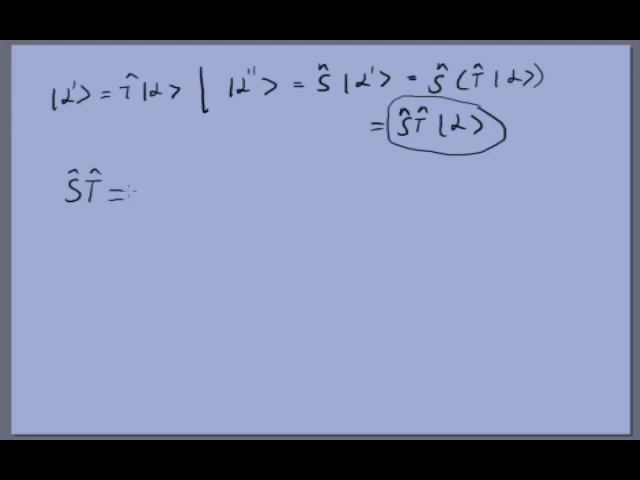 |α'> = T̂ |α> | |α''> = Ŝ |α'> = Ŝ (T̂ |α>)
= ŜT̂ |α>
ŜT̂ =